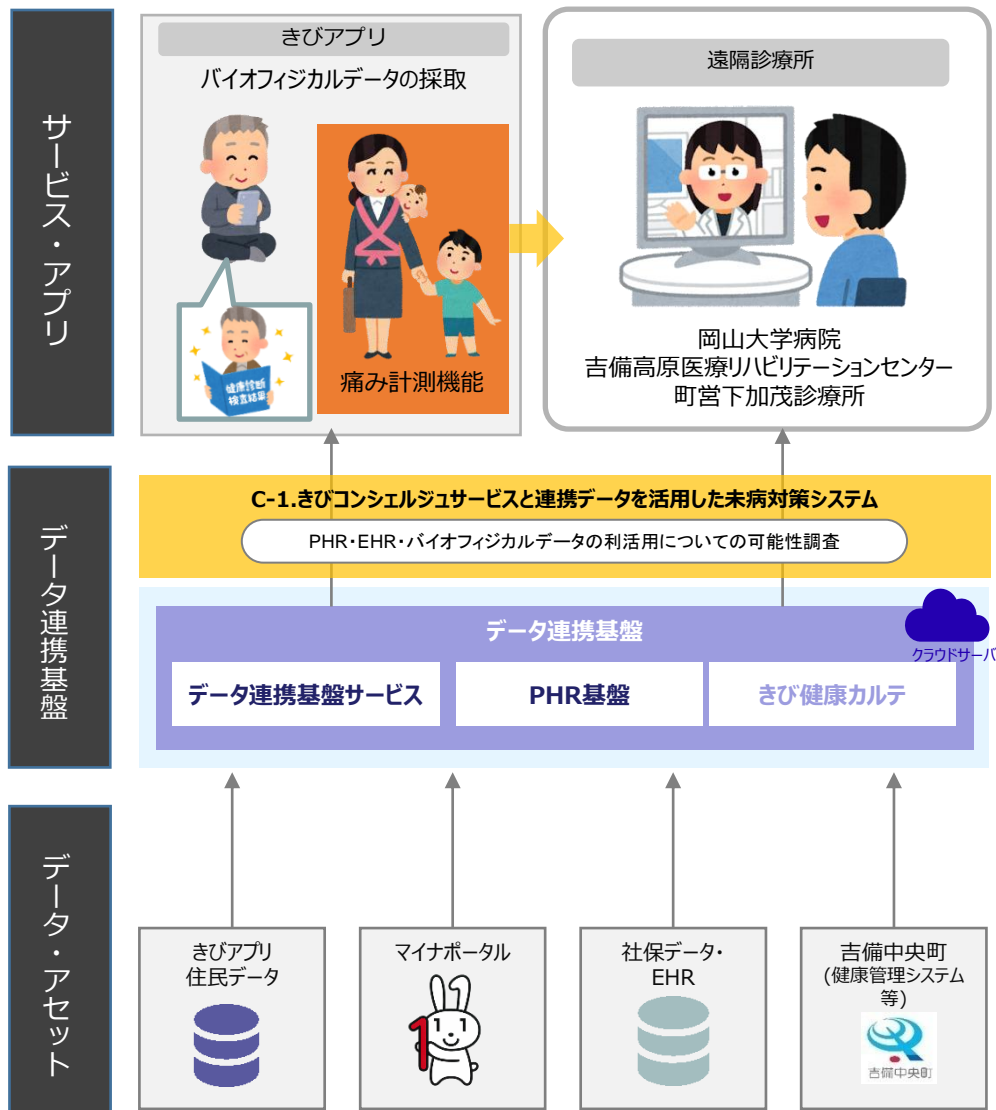 サービス・アプリ
きびアプリ
バイオフィジカルデータの採取
健康診断
検査結果
痛み計測機能
遠隔診療所
岡山大学病院
吉備高原医療リハビリテーションセンター
町営下加茂診療所
データ連携基盤
C-1.きびコンシェルジュサービスと連携データを活用した未病対策システム
PHR・EHR・バイオフィジカルデータの利活用についての可能性調査
データ連携基盤
クラウドサーバ
データ連携基盤サービス
PHR基盤
きび健康カルテ
データ・アセット
きびアプリ
住民データ
マイナポータル
1
社保データ・
EHR
吉備中央町
(健康管理システム
等)
吉備中央町